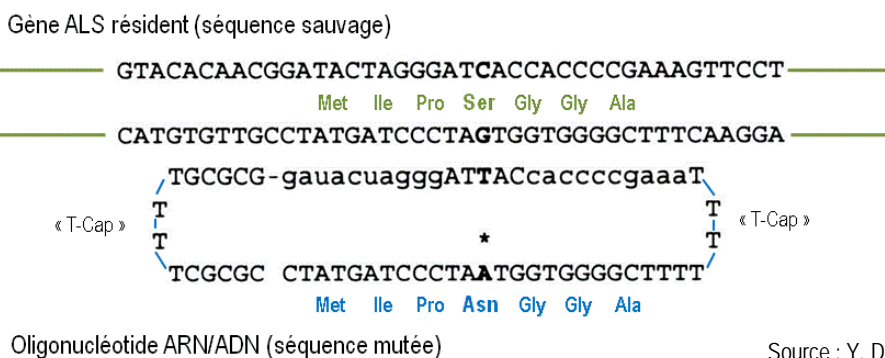 Gène ALS résident (séquence sauvage)
GTACACAACGGATACTAGGGATCACCACCCCGAAAGTTCCT
Met Ile Pro Ser Gly Gly Ala
CATGTGTTGCCTATGATCCCTAGTGGTGGGGCTTTCAAGGA
TGCGCG-gauacuagggATTACcaccccgaaaT
T T
« T-Cap » « T-Cap »
T * T
TCGCGC CTATGATCCCTAATGGTGGGGCTTTT
Met Ile Pro Asn Gly Gly Ala
Oligonucléotide ARN/ADN (séquence mutée)
Source : Y. D